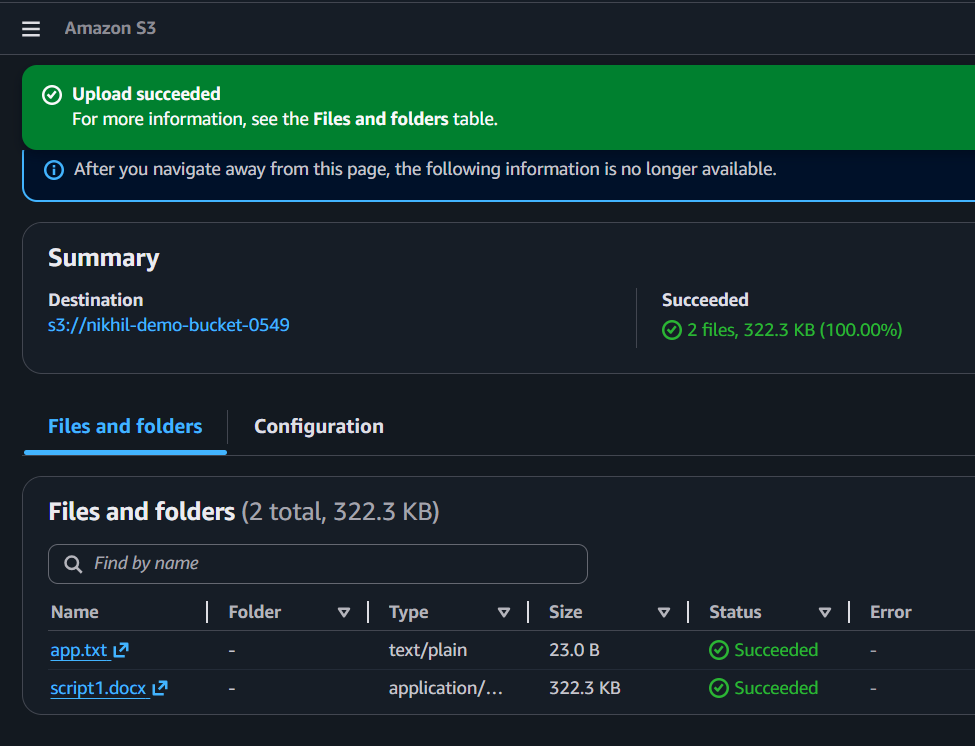 Amazon S3
Upload succeeded
For more information, see the Files and folders table.
After you navigate away from this page, the following information is no longer available.
Summary
Destination
s3://nikhil-demo-bucket-0549
Succeeded
2 files, 322.3 KB (100.00%)
Files and folders
Configuration
Files and folders (2 total, 322.3 KB)
Find by name
Name Folder Type Size Status Error
app.txt - text/plain 23.0 B Succeeded -
script1.docx - application/... 322.3 KB Succeeded -